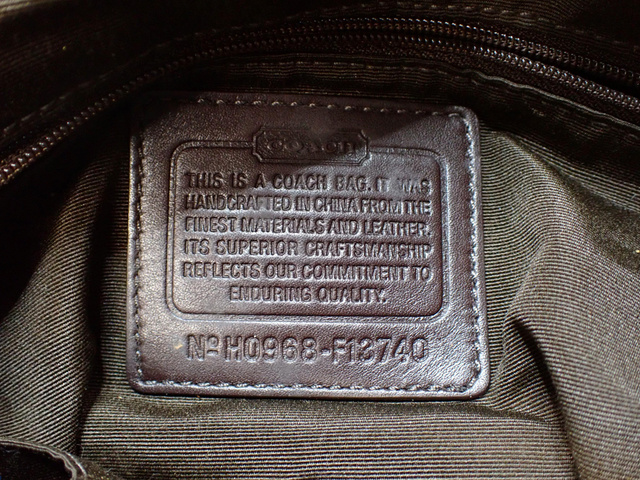 COACH
THIS IS A COACH BAG. IT WAS
HANDCRAFTED IN CHINA FROM THE
FINEST MATERIALS AND LEATHER.
ITS SUPERIOR CRAFTSMANSHIP
REFLECTS OUR COMMITMENT TO
ENDURING QUALITY.
Nº H0968-F13740